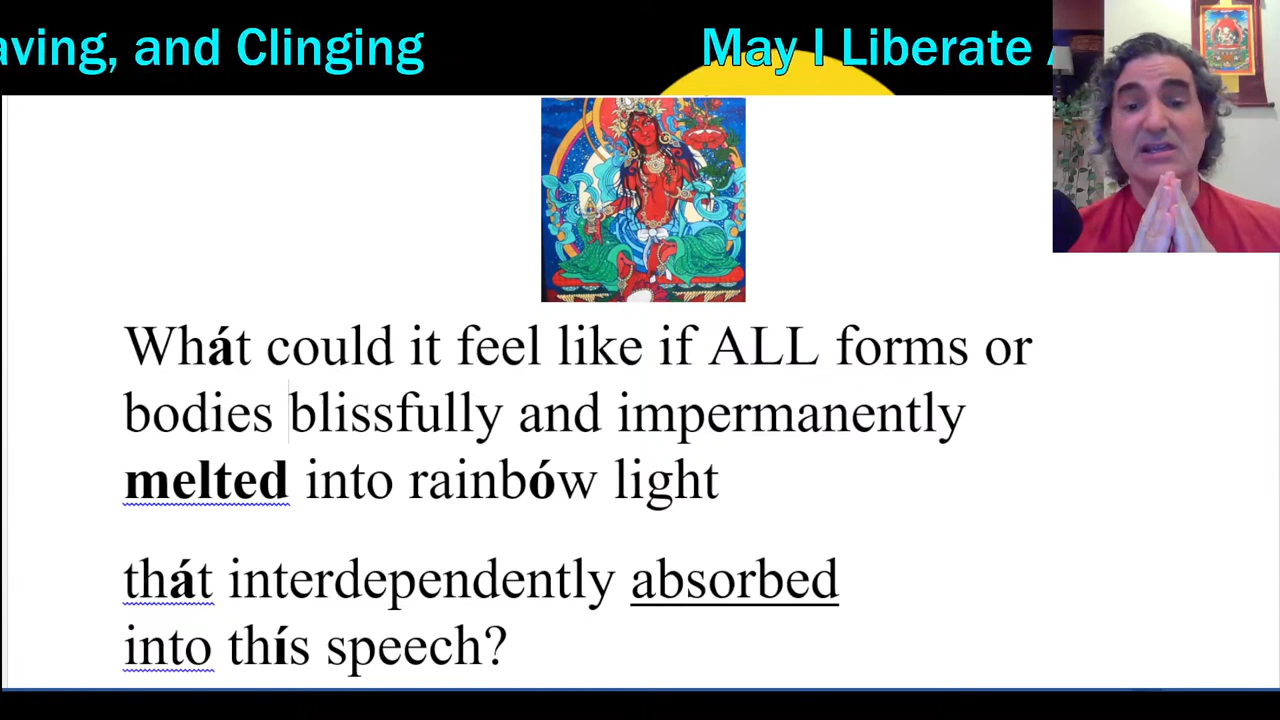 aving, and Clinging May I Liberate
Whát could it feel like if ALL forms or
bodies blissfully and impermanently
melted into rainbów light
thát interdependently absorbed
into thís speech?